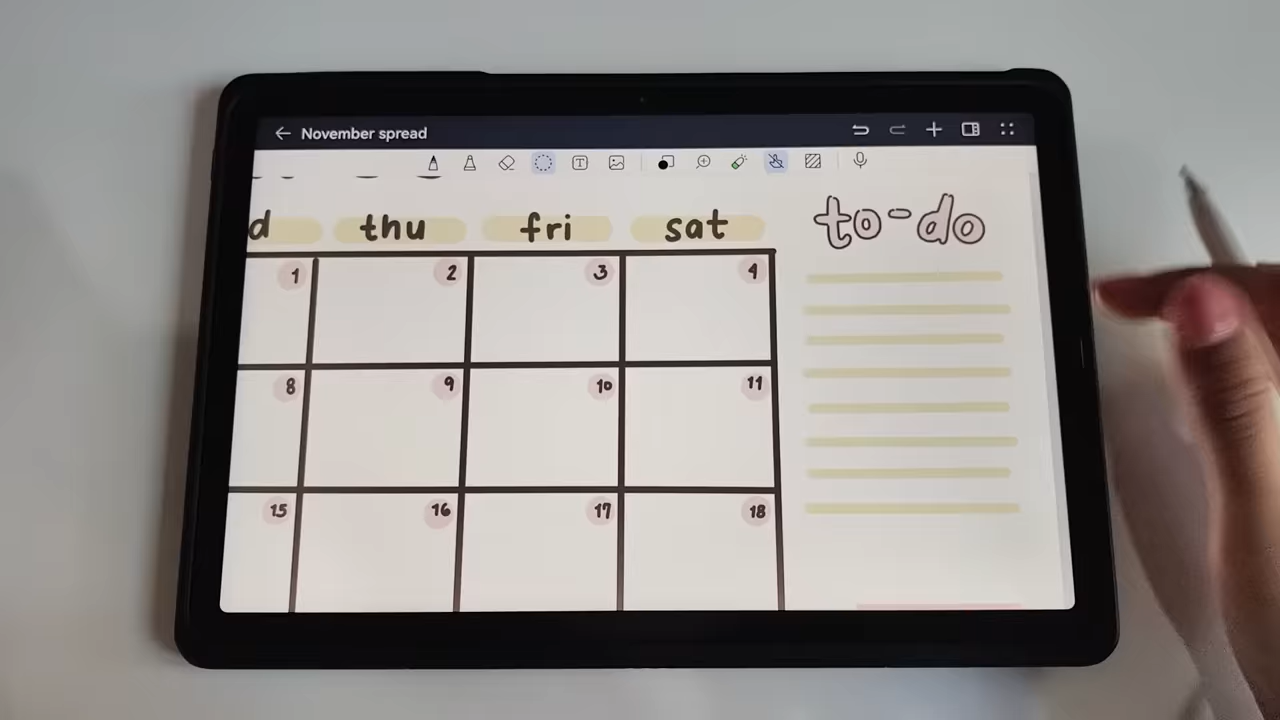 November spread
d thu fri sat
to-do
1 2 3 4
8 9 10 11
15 16 17 18